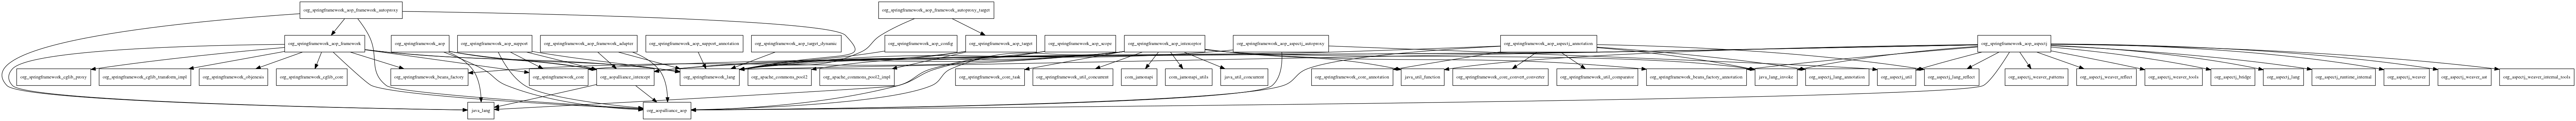 org_springframework_aop_framework_autoproxy
org_springframework_aop_framework_autoproxy_target
org_springframework_aop_framework
org_springframework_aop
org_springframework_aop_support
org_springframework_aop_framework_adapter
org_springframework_aop_support_annotation
org_springframework_aop_target_dynamic
org_springframework_aop_config
org_springframework_aop_target
org_springframework_aop_scope
org_springframework_aop_interceptor
org_springframework_aop_aspectj_autoproxy
org_springframework_aop_aspectj_annotation
org_springframework_aop_aspectj
org_springframework_cglib_proxy
org_springframework_cglib_transform_impl
org_springframework_objenesis
org_springframework_cglib_core
org_springframework_beans_factory
org_springframework_core
org_aopalliance_intercept
org_springframework_lang
org_apache_commons_pool2
org_apache_commons_pool2_impl
org_springframework_core_task
org_springframework_util_concurrent
com_jamonapi
com_jamonapi_utils
java_util_concurrent
org_springframework_core_annotation
java_util_function
org_springframework_core_convert_converter
org_springframework_util_comparator
org_springframework_beans_factory_annotation
java_lang_invoke
org_aspectj_lang_annotation
org_aspectj_util
org_aspectj_lang_reflect
org_aspectj_weaver_patterns
org_aspectj_weaver_reflect
org_aspectj_weaver_tools
org_aspectj_bridge
org_aspectj_lang
org_aspectj_runtime_internal
org_aspectj_weaver
org_aspectj_weaver_ast
org_aspectj_weaver_internal_tools
java_lang
org_aopalliance_aop